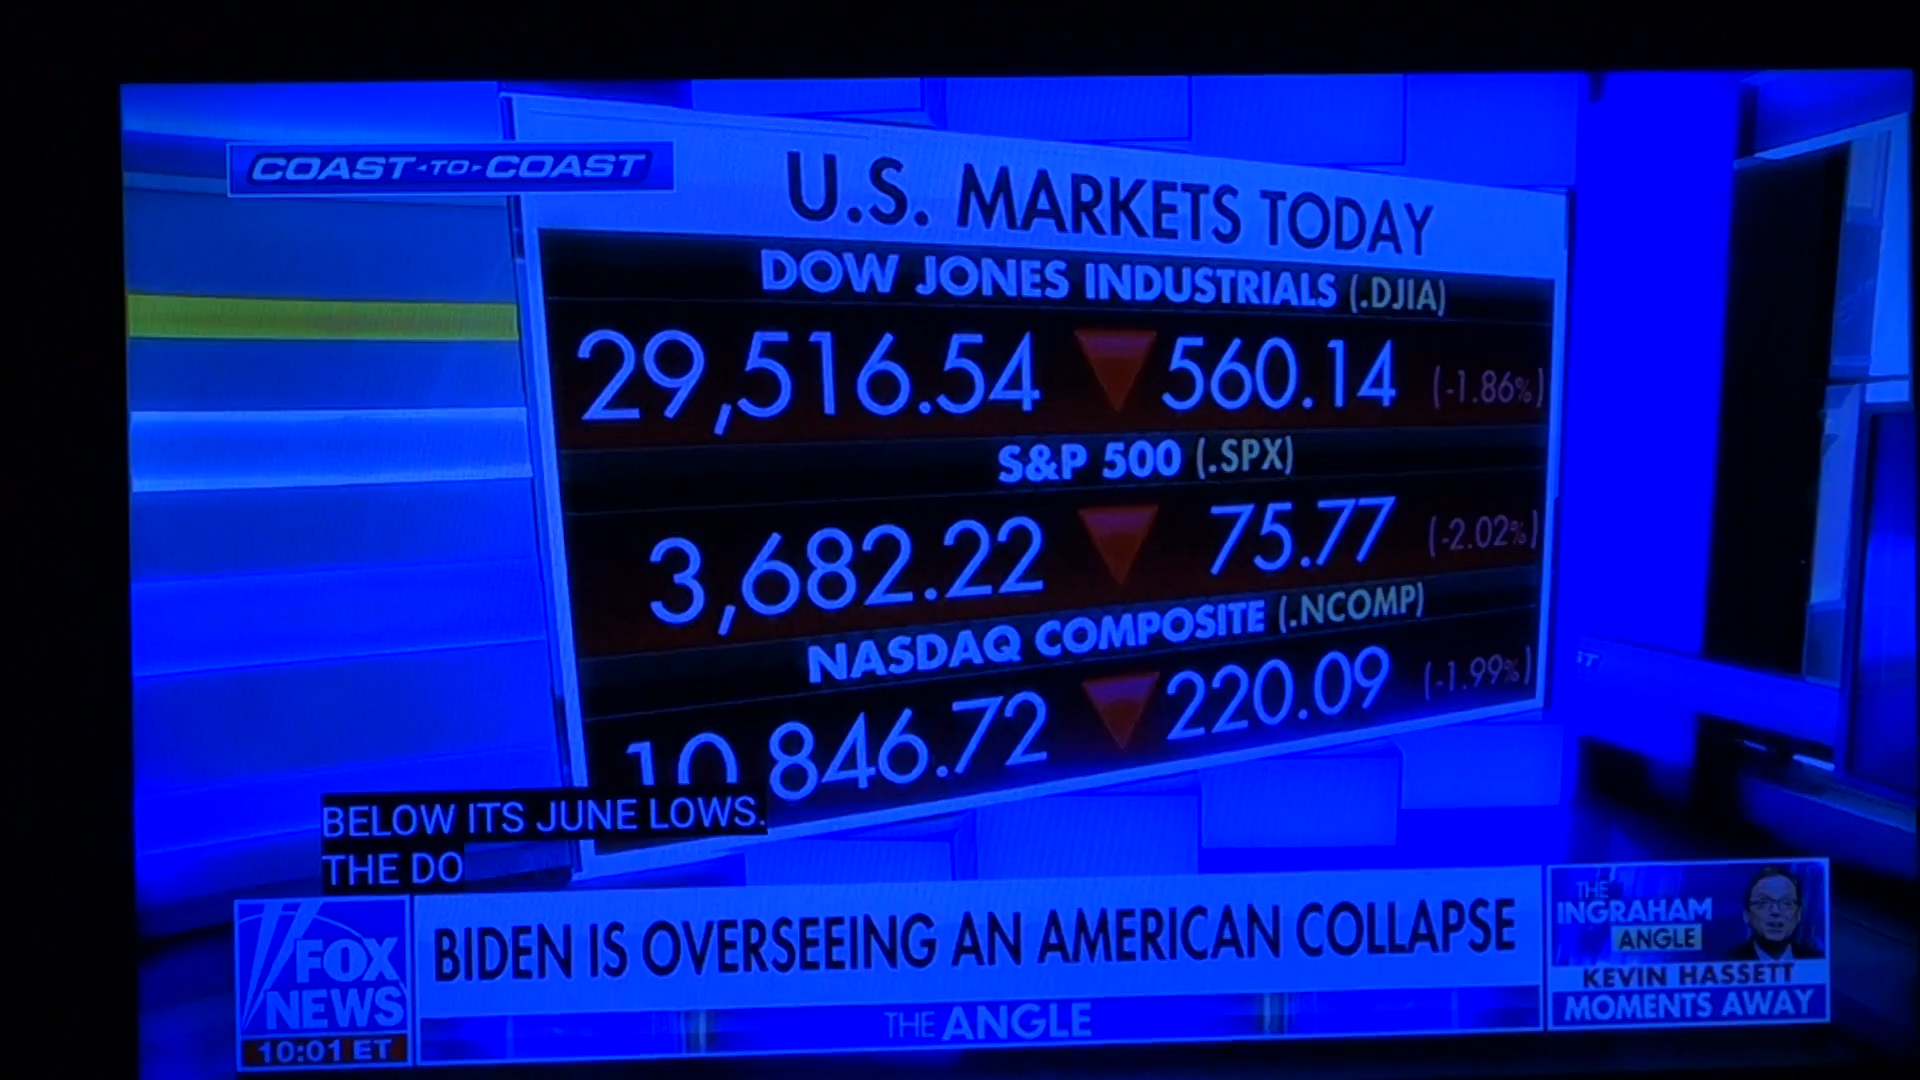 COAST-TO-COAST
U.S. MARKETS TODAY
DOW JONES INDUSTRIALS (.DJIA)
29,516.54 560.14 (-1.86%)
S&P 500 (.SPX)
3,682.22 75.77 (-2.02%)
NASDAQ COMPOSITE (.NCOMP)
10,846.72 220.09 (-1.99%)
BELOW ITS JUNE LOWS.
THE DO
FOX
NEWS
10:01 ET
BIDEN IS OVERSEEING AN AMERICAN COLLAPSE
THE ANGLE
THE
INGRAHAM
ANGLE
KEVIN HASSETT
MOMENTS AWAY